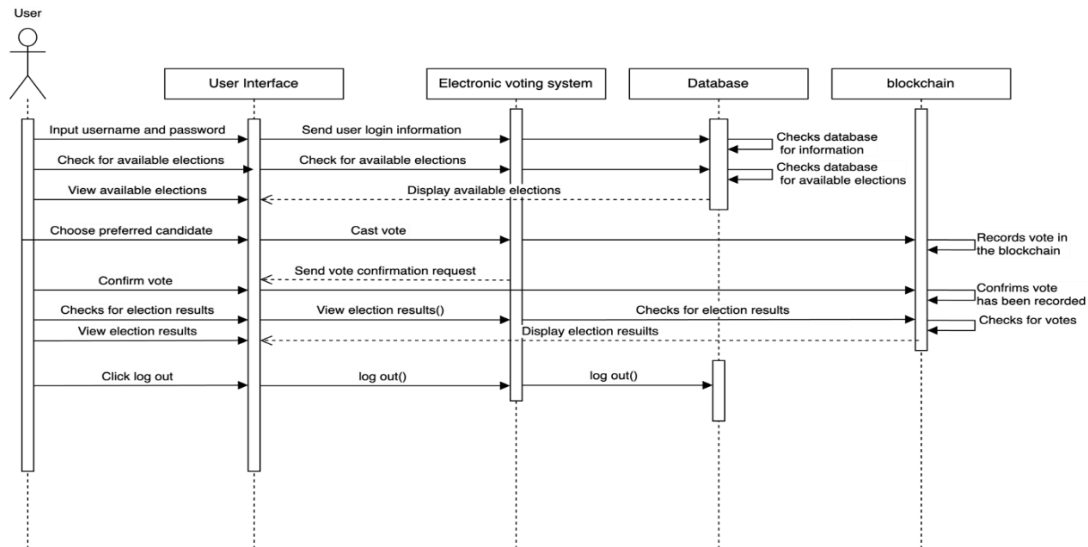 User
User Interface
Electronic voting system
Database
blockchain
Input username and password
Send user login information
Checks database
for information
Check for available elections
Check for available elections
Checks database
for available elections
View available elections
Display available elections
Choose preferred candidate
Cast vote
Records vote in
the blockchain
Send vote confirmation request
Confirm vote
Confrims vote
has been recorded
Checks for election results
View election results()
Checks for election results
Checks for votes
View election results
Display election resuilts
Click log out
log out()
log out()